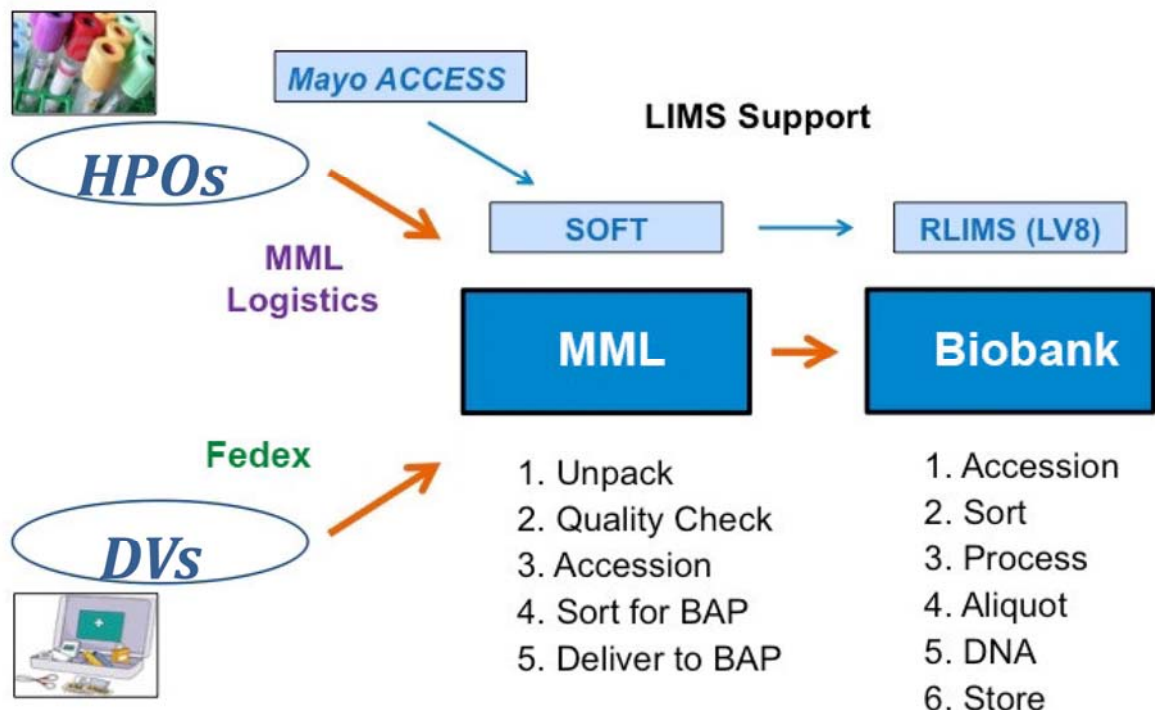 Mayo ACCESS
LIMS Support
HPOs
SOFT
RLIMS (LV8)
MML
Logistics
MML
Biobank
Fedex
DVs
1. Unpack
2. Quality Check
3. Accession
4. Sort for BAP
5. Deliver to BAP
1. Accession
2. Sort
3. Process
4. Aliquot
5. DNA
6. Store